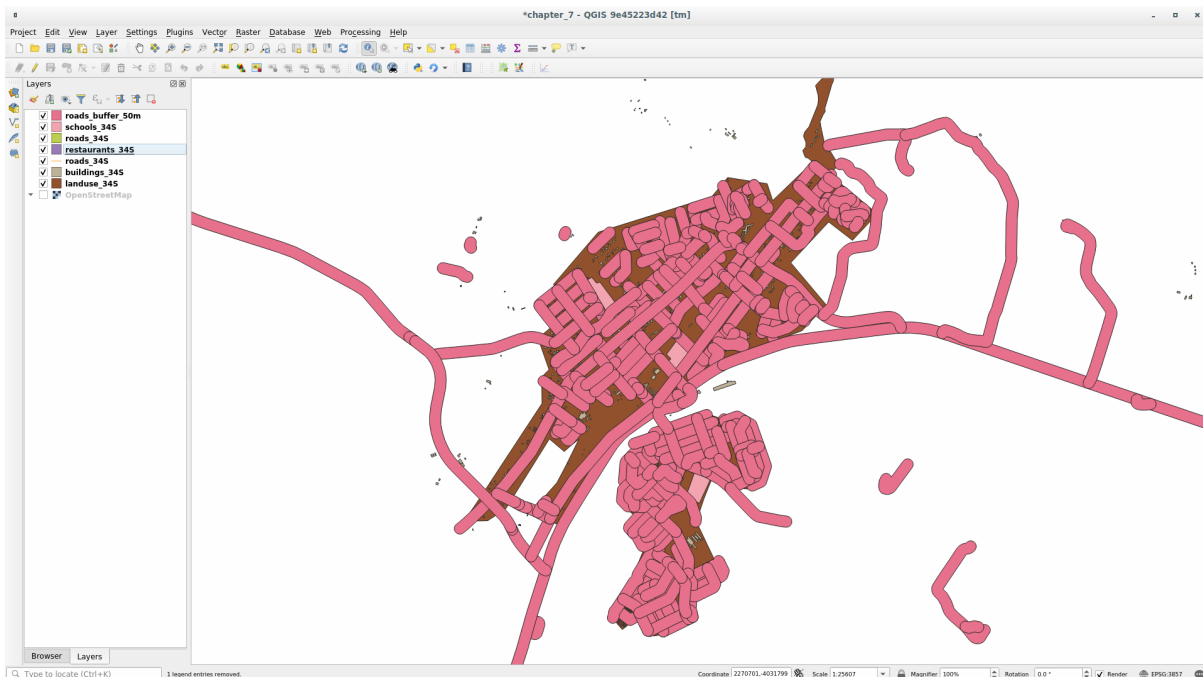 *chapter_7 - QGIS 9e45223d42 [tm]
Project Edit View Layer Settings Plugins Vector Raster Database Web Processing Help
Layers
roads_buffer_50m
schools_34S
roads_34S
restaurants_34S
roads_34S
buildings_34S
landuse_34S
OpenStreetMap
Browser Layers
Type to locate (Ctrl+K) 1 legend entries removed. Coordinate 2270701,-4031799 Scale 1:25607 Magnifier 100% Rotation 0.0 ° Render EPSG:3857